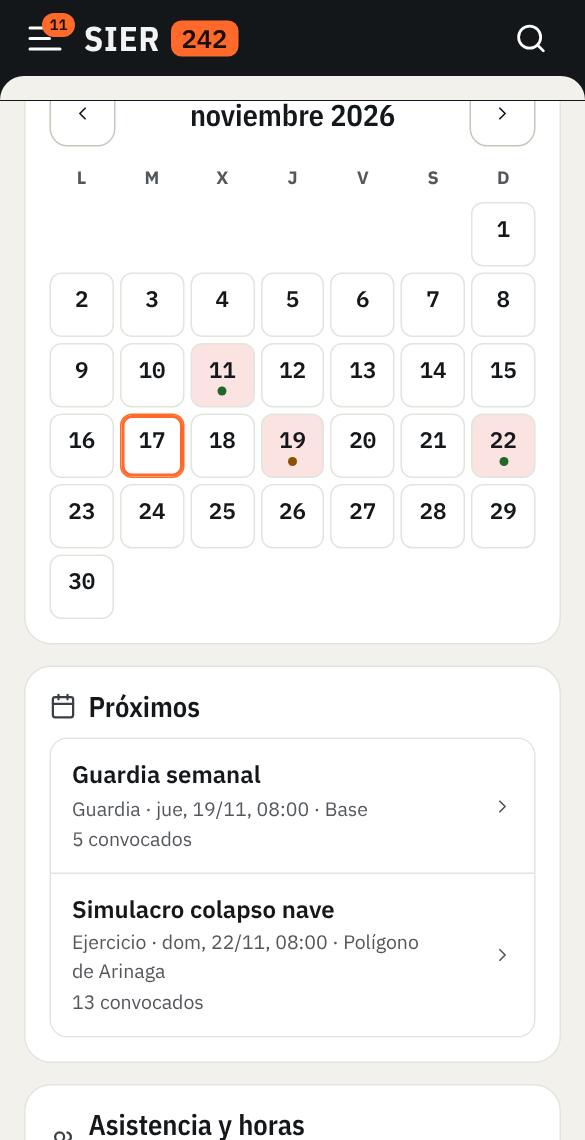 11
SIER 242
noviembre 2026
L M X J V S D
1
2 3 4 5 6 7 8
9 10 11 12 13 14 15
16 17 18 19 20 21 22
23 24 25 26 27 28 29
30
Próximos
Guardia semanal
Guardia · jue, 19/11, 08:00 · Base
5 convocados
Simulacro colapso nave
Ejercicio · dom, 22/11, 08:00 · Polígono
de Arinaga
13 convocados
Asistencia y horas